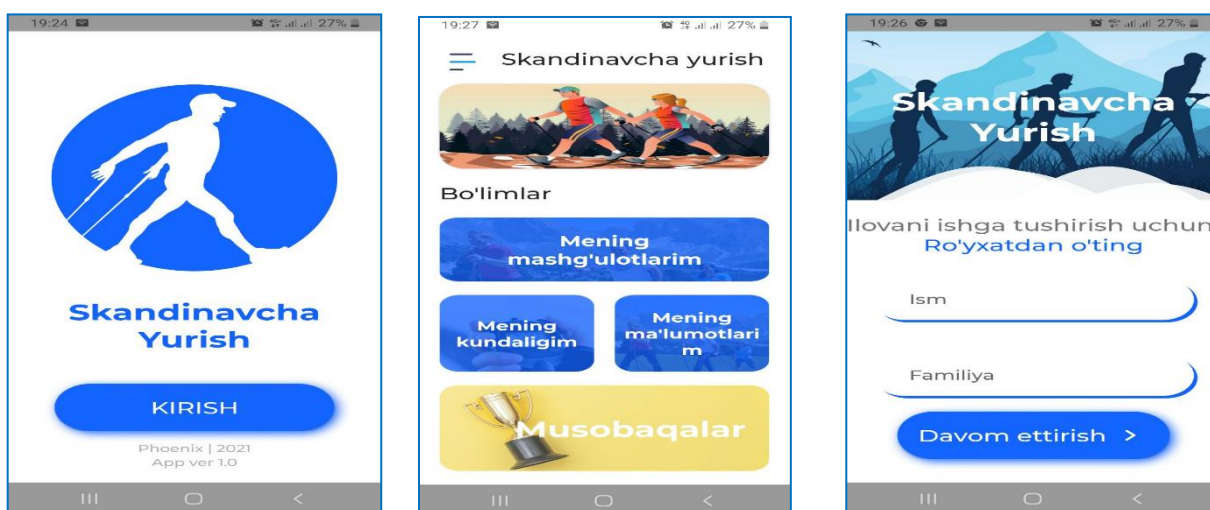 19:24
27%
Skandinavcha
Yurish
KIRISH
Phoenix | 2021
App ver 1.0
19:27
27%
Skandinavcha yurish
Bo'limlar
Mening
mashg'ulotlarim
Mening
kundaligim
Mening
ma'lumotlari
m
Musobaqalar
19:26
27%
Skandinavcha
Yurish
Ilovani ishga tushirish uchun
Ro'yxatdan o'ting
Ism
Familiya
Davom ettirish >